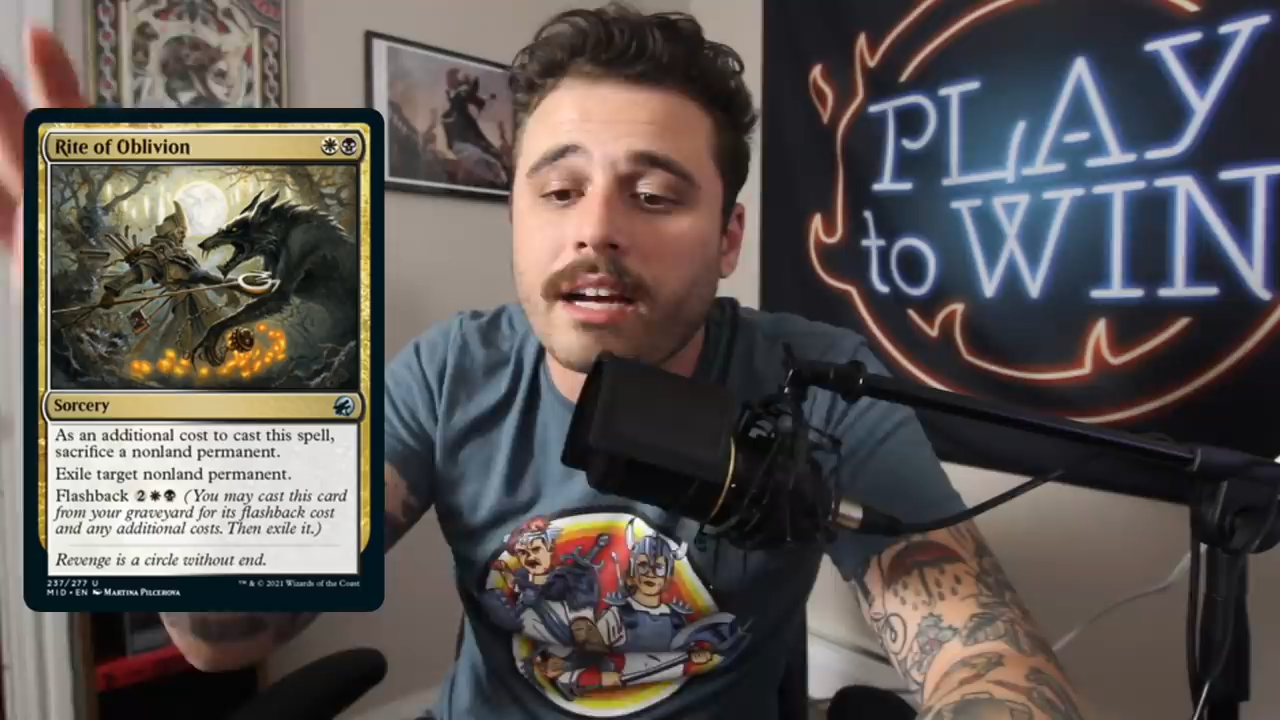 Rite of Oblivion
Sorcery
As an additional cost to cast this spell,
sacrifice a nonland permanent.
Exile target nonland permanent.
Flashback 2 (You may cast this card
from your graveyard for its flashback cost
and any additional costs. Then exile it.)
Revenge is a circle without end.
237/277 U
MID • EN Martina Pilcerova
™ & © 2021 Wizards of the Coast
PLAY
to WIN